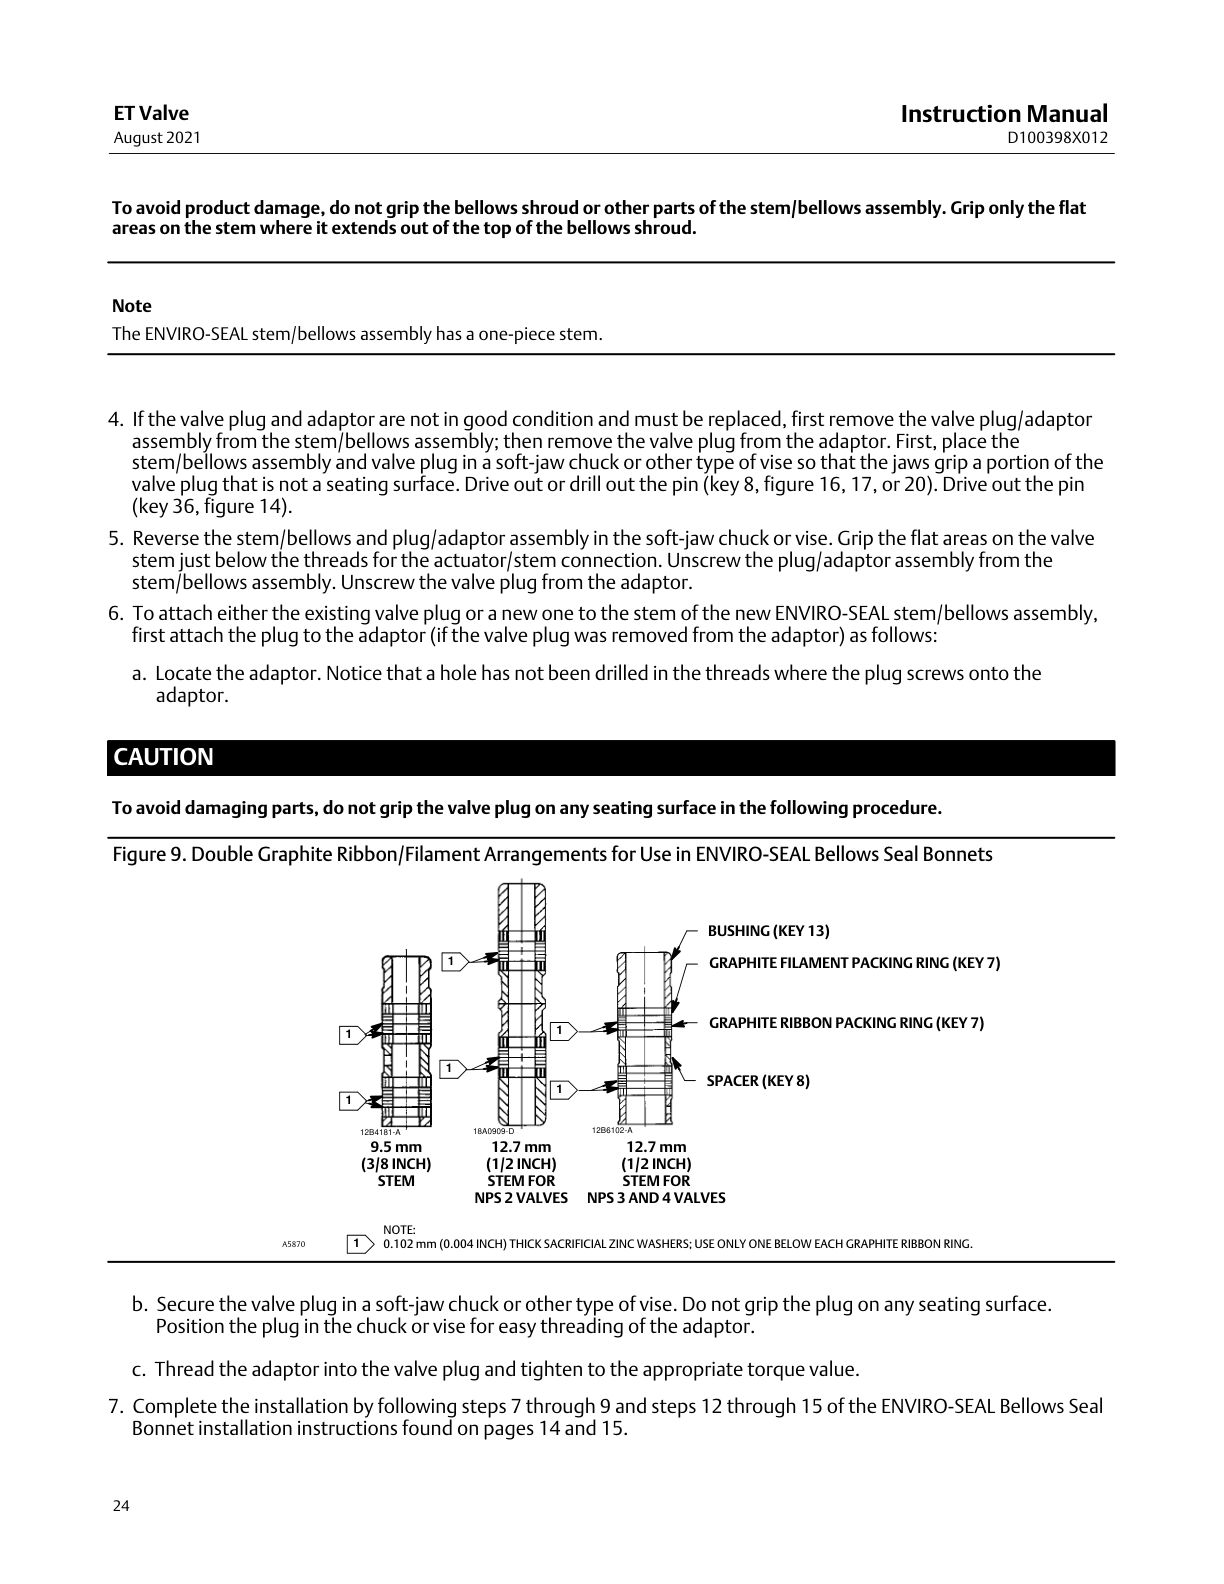 ET Valve
August 2021
Instruction Manual
D100398X012
To avoid product damage, do not grip the bellows shroud or other parts of the stem/bellows assembly. Grip only the flat
areas on the stem where it extends out of the top of the bellows shroud.
Note
The ENVIRO-SEAL stem/bellows assembly has a one-piece stem.
4. If the valve plug and adaptor are not in good condition and must be replaced, first remove the valve plug/adaptor
assembly from the stem/bellows assembly; then remove the valve plug from the adaptor. First, place the
stem/bellows assembly and valve plug in a soft-jaw chuck or other type of vise so that the jaws grip a portion of the
valve plug that is not a seating surface. Drive out or drill out the pin (key 8, figure 16, 17, or 20). Drive out the pin
(key 36, figure 14).
5. Reverse the stem/bellows and plug/adaptor assembly in the soft-jaw chuck or vise. Grip the flat areas on the valve
stem just below the threads for the actuator/stem connection. Unscrew the plug/adaptor assembly from the
stem/bellows assembly. Unscrew the valve plug from the adaptor.
6. To attach either the existing valve plug or a new one to the stem of the new ENVIRO-SEAL stem/bellows assembly,
first attach the plug to the adaptor (if the valve plug was removed from the adaptor) as follows:
a. Locate the adaptor. Notice that a hole has not been drilled in the threads where the plug screws onto the
adaptor.
CAUTION
To avoid damaging parts, do not grip the valve plug on any seating surface in the following procedure.
Figure 9. Double Graphite Ribbon/Filament Arrangements for Use in ENVIRO-SEAL Bellows Seal Bonnets
BUSHING (KEY 13)
1
GRAPHITE FILAMENT PACKING RING (KEY 7)
1
1
GRAPHITE RIBBON PACKING RING (KEY 7)
1
1
1
SPACER (KEY 8)
12B4181-A
18A0909-D
12B6102-A
9.5 mm
(3/8 INCH)
STEM
12.7 mm
(1/2 INCH)
STEM FOR
NPS 2 VALVES
12.7 mm
(1/2 INCH)
STEM FOR
NPS 3 AND 4 VALVES
NOTE:
A5870
1 0.102 mm (0.004 INCH) THICK SACRIFICIAL ZINC WASHERS; USE ONLY ONE BELOW EACH GRAPHITE RIBBON RING.
b. Secure the valve plug in a soft-jaw chuck or other type of vise. Do not grip the plug on any seating surface.
Position the plug in the chuck or vise for easy threading of the adaptor.
c. Thread the adaptor into the valve plug and tighten to the appropriate torque value.
7. Complete the installation by following steps 7 through 9 and steps 12 through 15 of the ENVIRO-SEAL Bellows Seal
Bonnet installation instructions found on pages 14 and 15.
24